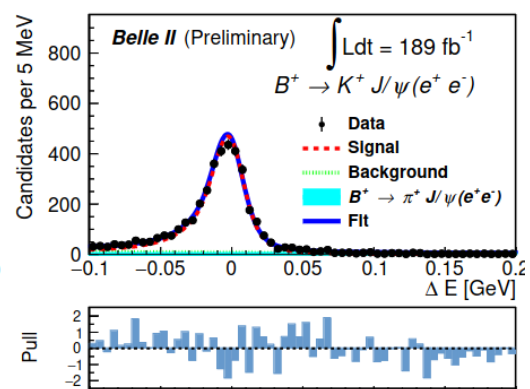 Belle II (Preliminary) ∫Ldt = 189 fb⁻¹
B⁺ → K⁺ J/ψ(e⁺ e⁻)
Data
Signal
Background
B⁺ → π⁺ J/ψ(e⁺e⁻)
Fit
Candidates per 5 MeV
800
600
400
200
0
-0.1 -0.05 0 0.05 0.1 0.15 0.2
Δ E [GeV]
Pull
2
1
0
-1
-2